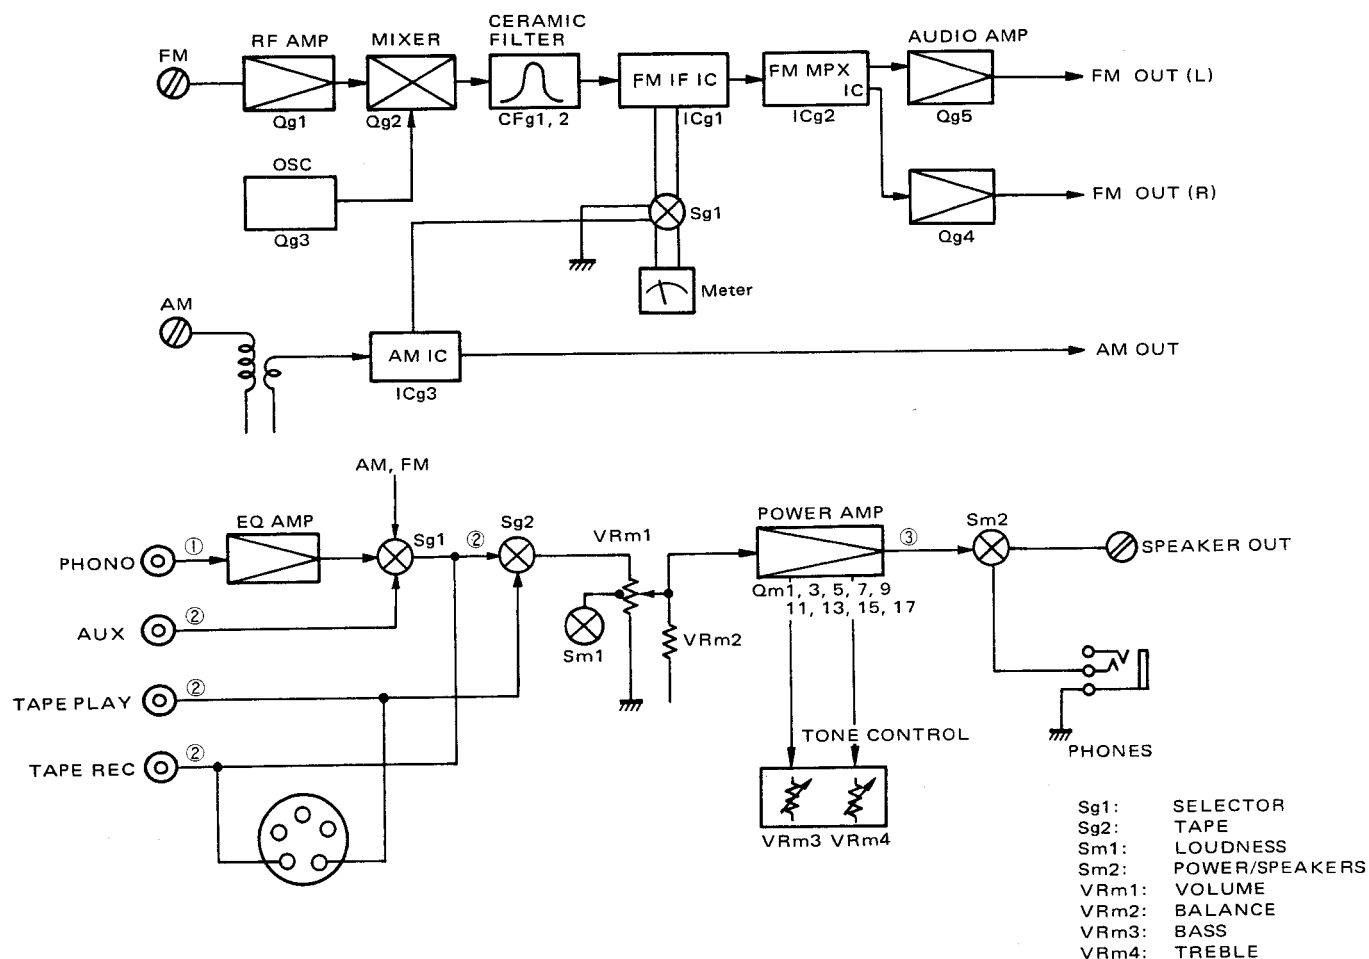 CERAMIC
FILTER
FM
RF AMP
MIXER
AUDIO AMP
FM IF IC
FM MPX
IC
FM OUT (L)
Qg1
Qg2
CFg1, 2
ICg1
ICg2
Qg5
OSC
Qg3
Sg1
FM OUT (R)
Qg4
Meter
AM
AM IC
AM OUT
ICg3
AM, FM
EQ AMP
Sg1
②
Sg2
VRm1
POWER AMP
③
Sm2
PHONO
①
SPEAKER OUT
Qm1, 3, 5, 7, 9
11, 13, 15, 17
AUX
②
Sm1
VRm2
TAPE PLAY
②
TAPE REC
②
TONE CONTROL
PHONES
VRm3 VRm4
Sg1: SELECTOR
Sg2: TAPE
Sm1: LOUDNESS
Sm2: POWER/SPEAKERS
VRm1: VOLUME
VRm2: BALANCE
VRm3: BASS
VRm4: TREBLE